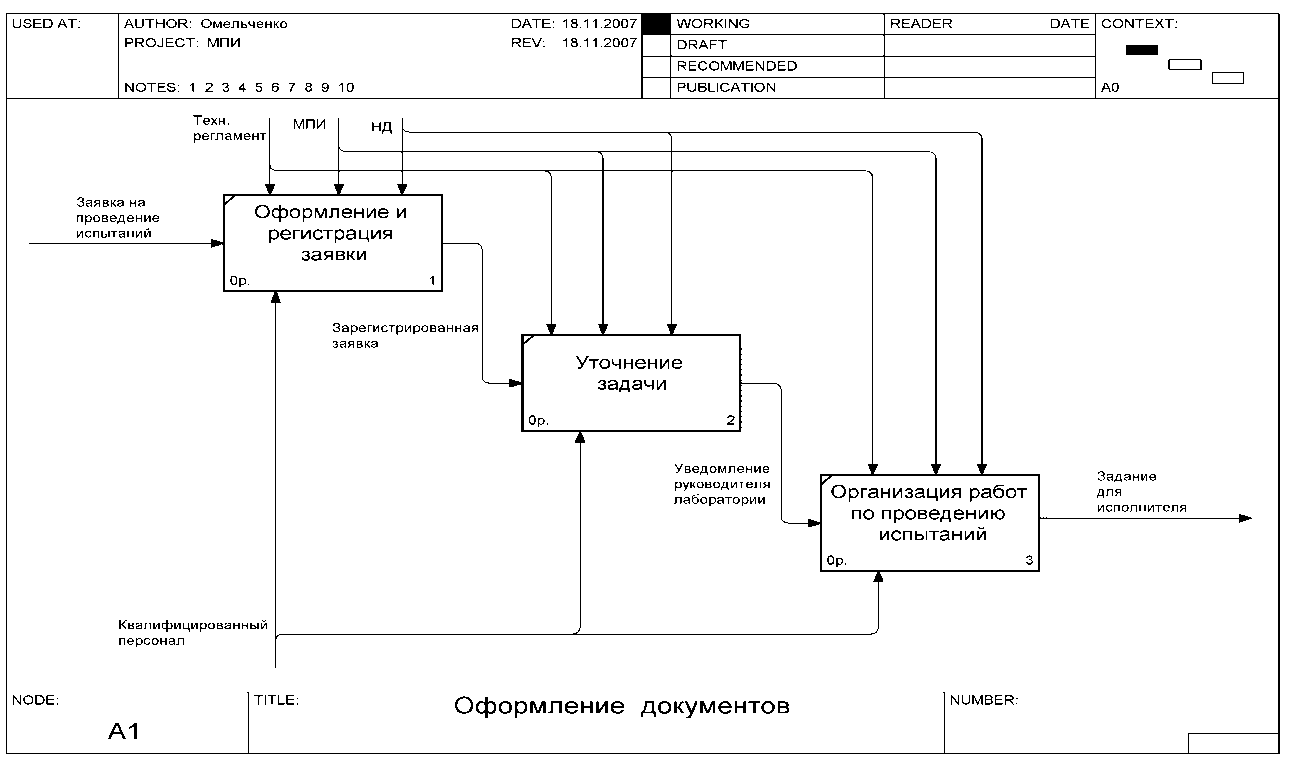 USED AT:
AUTHOR: Омельченко
DATE: 18.11.2007
PROJECT: МПИ
REV: 18.11.2007
NOTES: 1 2 3 4 5 6 7 8 9 10
WORKING
DRAFT
RECOMMENDED
PUBLICATION
READER
DATE
CONTEXT:
A0
Техн.
регламент
МПИ
НД
Заявка на
проведение
испытаний
Оформление и
регистрация
заявки
0р.
1
Зарегистрированная
заявка
Уточнение
задачи
0р.
2
Уведомление
руководителя
лаборатории
Организация работ
по проведению
испытаний
0р.
3
Задание
для
исполнителя
Квалифицированный
персонал
NODE:
A1
TITLE:
Оформление документов
NUMBER: